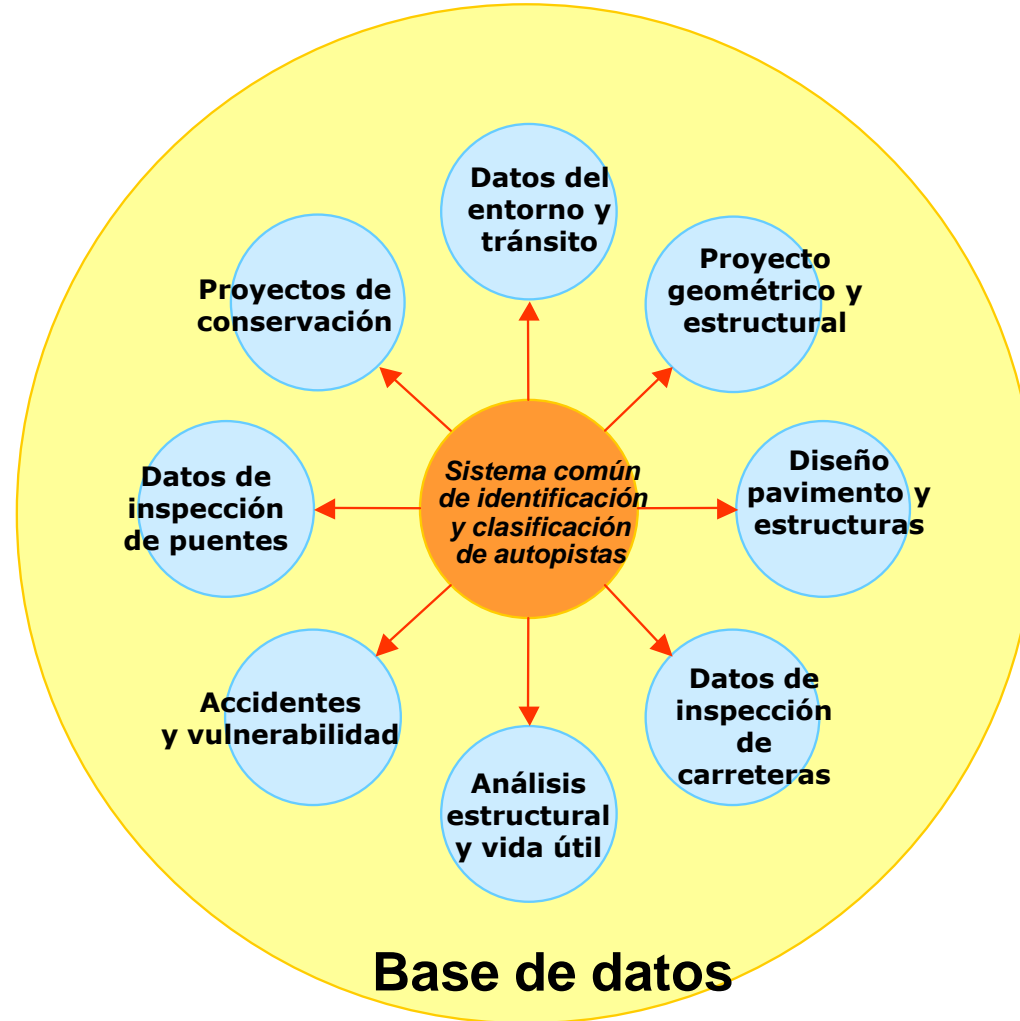 Datos del
entorno y
tránsito
Proyecto
geométrico y
estructural
Proyectos de
conservación
Sistema común
de identificación
y clasificación
de autopistas
Diseño
pavimento y
estructuras
Datos de
inspección
de puentes
Datos de
inspección
de
carreteras
Accidentes
y vulnerabilidad
Análisis
estructural
y vida útil
Base de datos